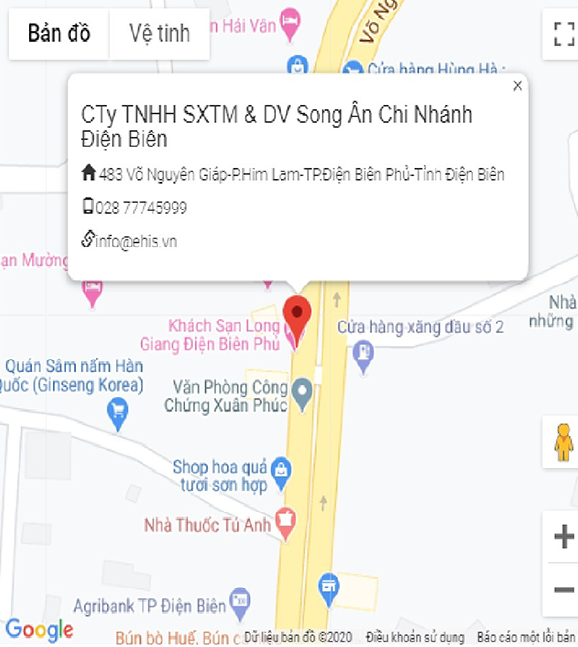 Bản đồ
Vệ tinh
n Hải Vân
Võ Ng
Cửa hàng Hùng Hà :
CTy TNHH SXTM & DV Song Ân Chi Nhánh
Điện Biên
483 Võ Nguyên Giáp-P.Him Lam-TP.Điện Biên Phủ-Tỉnh Điện Biên
028 77745999
info@ehis.vn
ạn Mường
Khách Sạn Long
Giang Điện Biên Phủ
Cửa hàng xăng dầu số 2
Nhà
những
Quán Sâm nấm Hàn
Quốc (Ginseng Korea)
Văn Phòng Công
Chứng Xuân Phúc
Shop hoa quả
tươi sơn hợp
Nhà Thuốc Tú Anh
Agribank TP Điện Biên
Google
Bún bò Huế, Bún c
Dữ liệu bản đồ ©2020
Điều khoản sử dụng
Báo cáo một lỗi bản